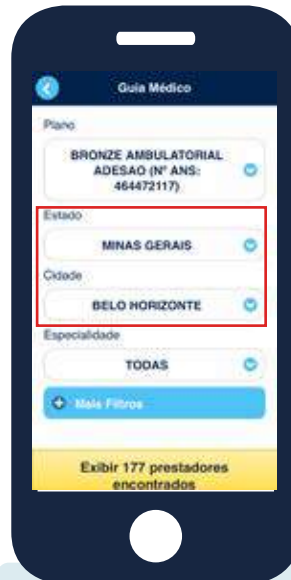 Guia Médico
Plano
BRONZE AMBULATORIAL
ADESAO (Nº ANS:
464472117)
Estado
MINAS GERAIS
Cidade
BELO HORIZONTE
Especialidade
TODAS
Mais Filtros
Exibir 177 prestadores
encontrados